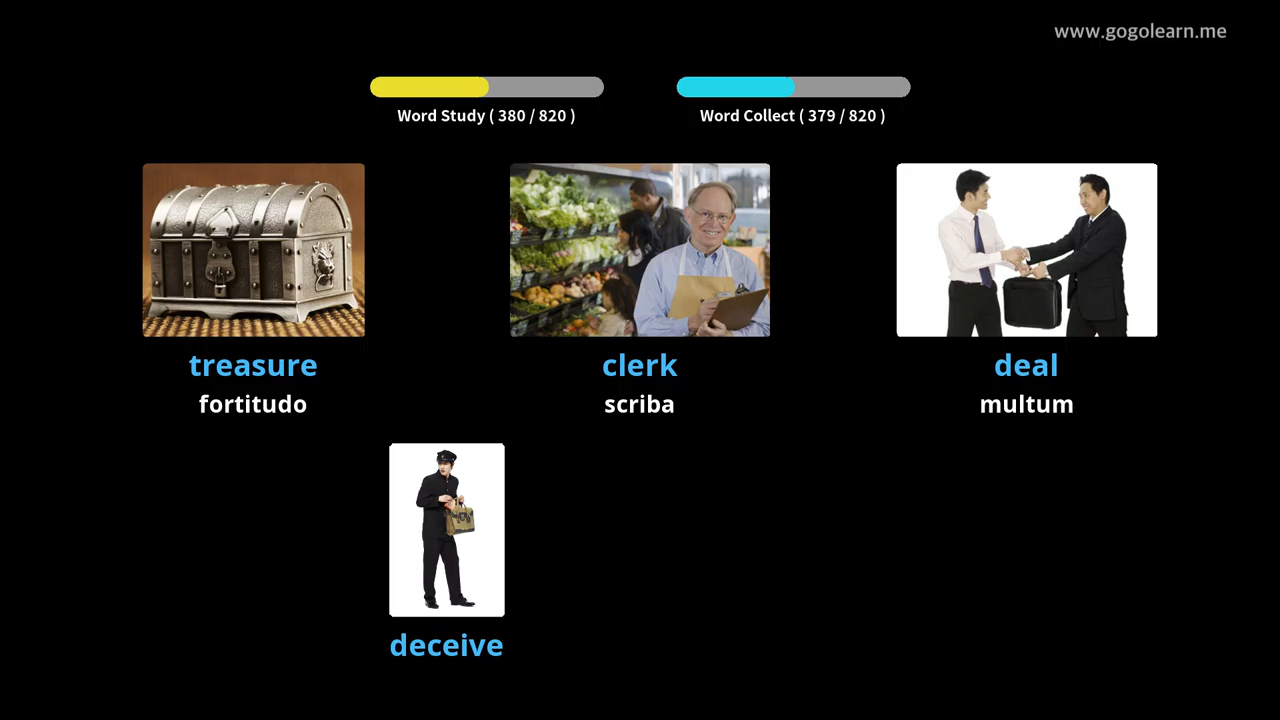 www.gogolearn.me
Word Study ( 380 / 820 )
Word Collect ( 379 / 820 )
treasure
fortitudo
clerk
scriba
deal
multum
deceive